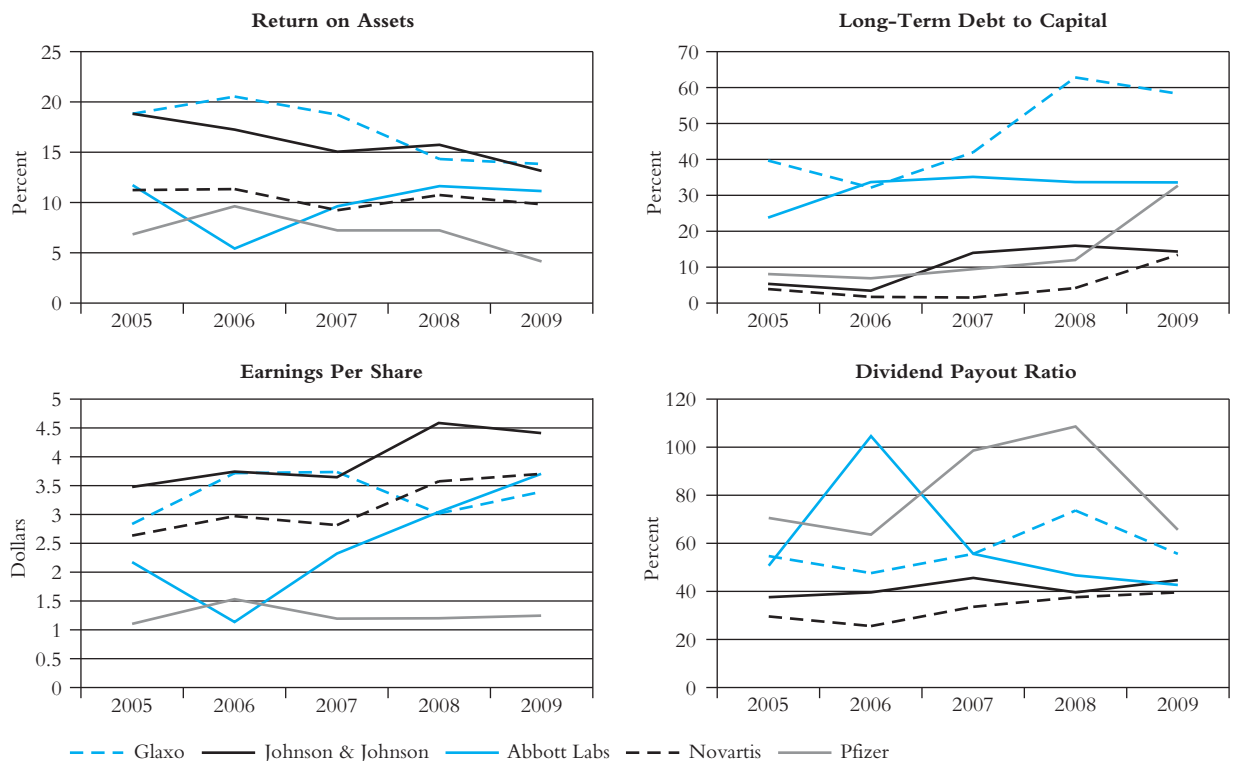 Return on Assets
Percent
25
20
15
10
5
0
2005 2006 2007 2008 2009
Long-Term Debt to Capital
Percent
70
60
50
40
30
20
10
0
2005 2006 2007 2008 2009
Earnings Per Share
Dollars
5
4.5
4
3.5
3
2.5
2
1.5
1
0.5
0
2005 2006 2007 2008 2009
Dividend Payout Ratio
Percent
120
100
80
60
40
20
0
2005 2006 2007 2008 2009
Glaxo Johnson & Johnson Abbott Labs Novartis Pfizer